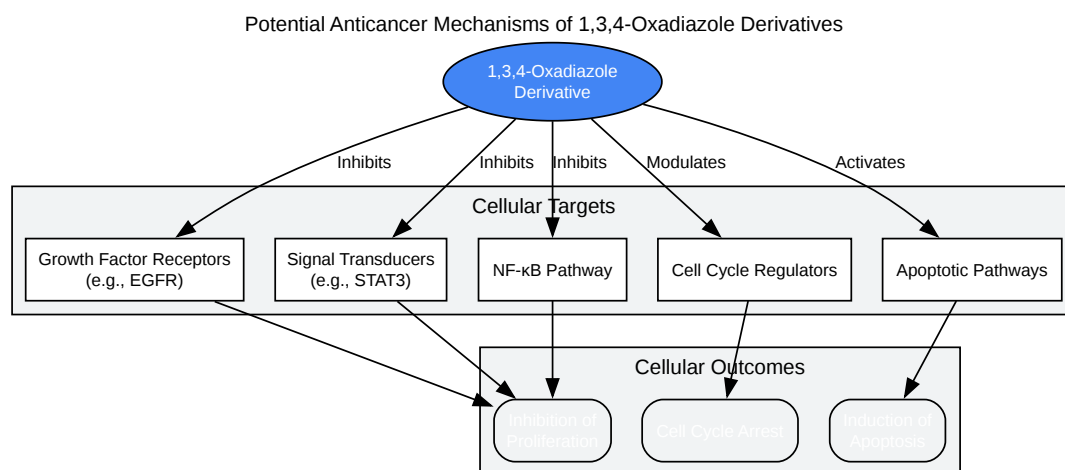 Potential Anticancer Mechanisms of 1,3,4-Oxadiazole Derivatives
1,3,4-Oxadiazole
Derivative
Inhibits
Inhibits
Inhibits
Modulates
Activates
Cellular Targets
Growth Factor Receptors
(e.g., EGFR)
Signal Transducers
(e.g., STAT3)
NF-κB Pathway
Cell Cycle Regulators
Apoptotic Pathways
Cellular Outcomes
Inhibition of
Proliferation
Cell Cycle Arrest
Induction of
Apoptosis